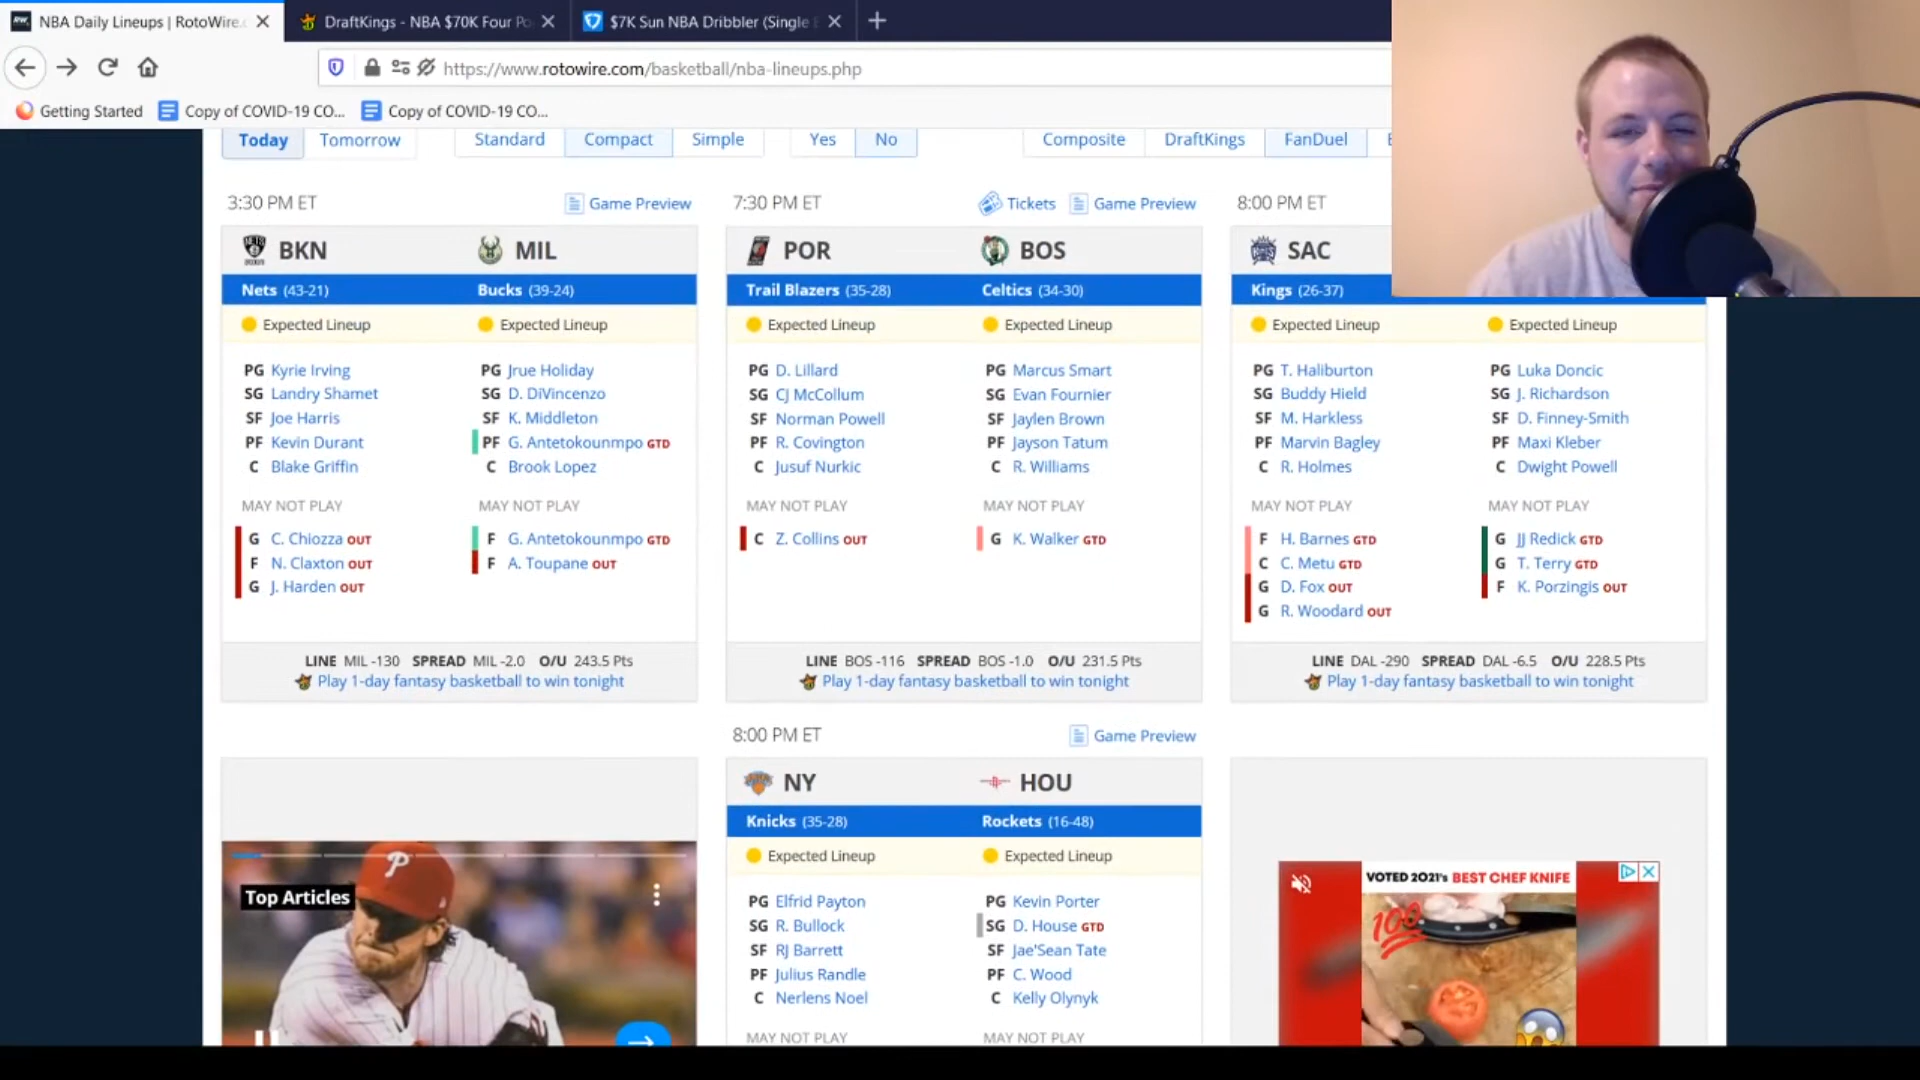 NBA Daily Lineups | RotoWire.c
DraftKings - NBA $70K Four Po
$7K Sun NBA Dribbler (Single E
https://www.rotowire.com/basketball/nba-lineups.php
Getting Started Copy of COVID-19 CO... Copy of COVID-19 CO...
Today Tomorrow Standard Compact Simple Yes No Composite DraftKings FanDuel
3:30 PM ET Game Preview
BKN MIL
Nets (43-21) Bucks (39-24)
Expected Lineup Expected Lineup
PG Kyrie Irving PG Jrue Holiday
SG Landry Shamet SG D. DiVincenzo
SF Joe Harris SF K. Middleton
PF Kevin Durant PF G. Antetokounmpo GTD
C Blake Griffin C Brook Lopez
MAY NOT PLAY MAY NOT PLAY
G C. Chiozza OUT F G. Antetokounmpo GTD
F N. Claxton OUT F A. Toupane OUT
G J. Harden OUT
LINE MIL -130 SPREAD MIL -2.0 O/U 243.5 Pts
Play 1-day fantasy basketball to win tonight
7:30 PM ET Tickets Game Preview
POR BOS
Trail Blazers (35-28) Celtics (34-30)
Expected Lineup Expected Lineup
PG D. Lillard PG Marcus Smart
SG CJ McCollum SG Evan Fournier
SF Norman Powell SF Jaylen Brown
PF R. Covington PF Jayson Tatum
C Jusuf Nurkic C R. Williams
MAY NOT PLAY MAY NOT PLAY
C Z. Collins OUT G K. Walker GTD
LINE BOS -116 SPREAD BOS -1.0 O/U 231.5 Pts
Play 1-day fantasy basketball to win tonight
8:00 PM ET
SAC
Kings (26-37)
Expected Lineup Expected Lineup
PG T. Haliburton PG Luka Doncic
SG Buddy Hield SG J. Richardson
SF M. Harkless SF D. Finney-Smith
PF Marvin Bagley PF Maxi Kleber
C R. Holmes C Dwight Powell
MAY NOT PLAY MAY NOT PLAY
F H. Barnes GTD G JJ Redick GTD
C C. Metu GTD G T. Terry GTD
G D. Fox OUT F K. Porzingis OUT
G R. Woodard OUT
LINE DAL -290 SPREAD DAL -6.5 O/U 228.5 Pts
Play 1-day fantasy basketball to win tonight
Top Articles
8:00 PM ET Game Preview
NY HOU
Knicks (35-28) Rockets (16-48)
Expected Lineup Expected Lineup
PG Elfrid Payton PG Kevin Porter
SG R. Bullock SG D. House GTD
SF RJ Barrett SF Jae'Sean Tate
PF Julius Randle PF C. Wood
C Nerlens Noel C Kelly Olynyk
MAY NOT PLAY MAY NOT PLAY
VOTED 2021's BEST CHEF KNIFE
100